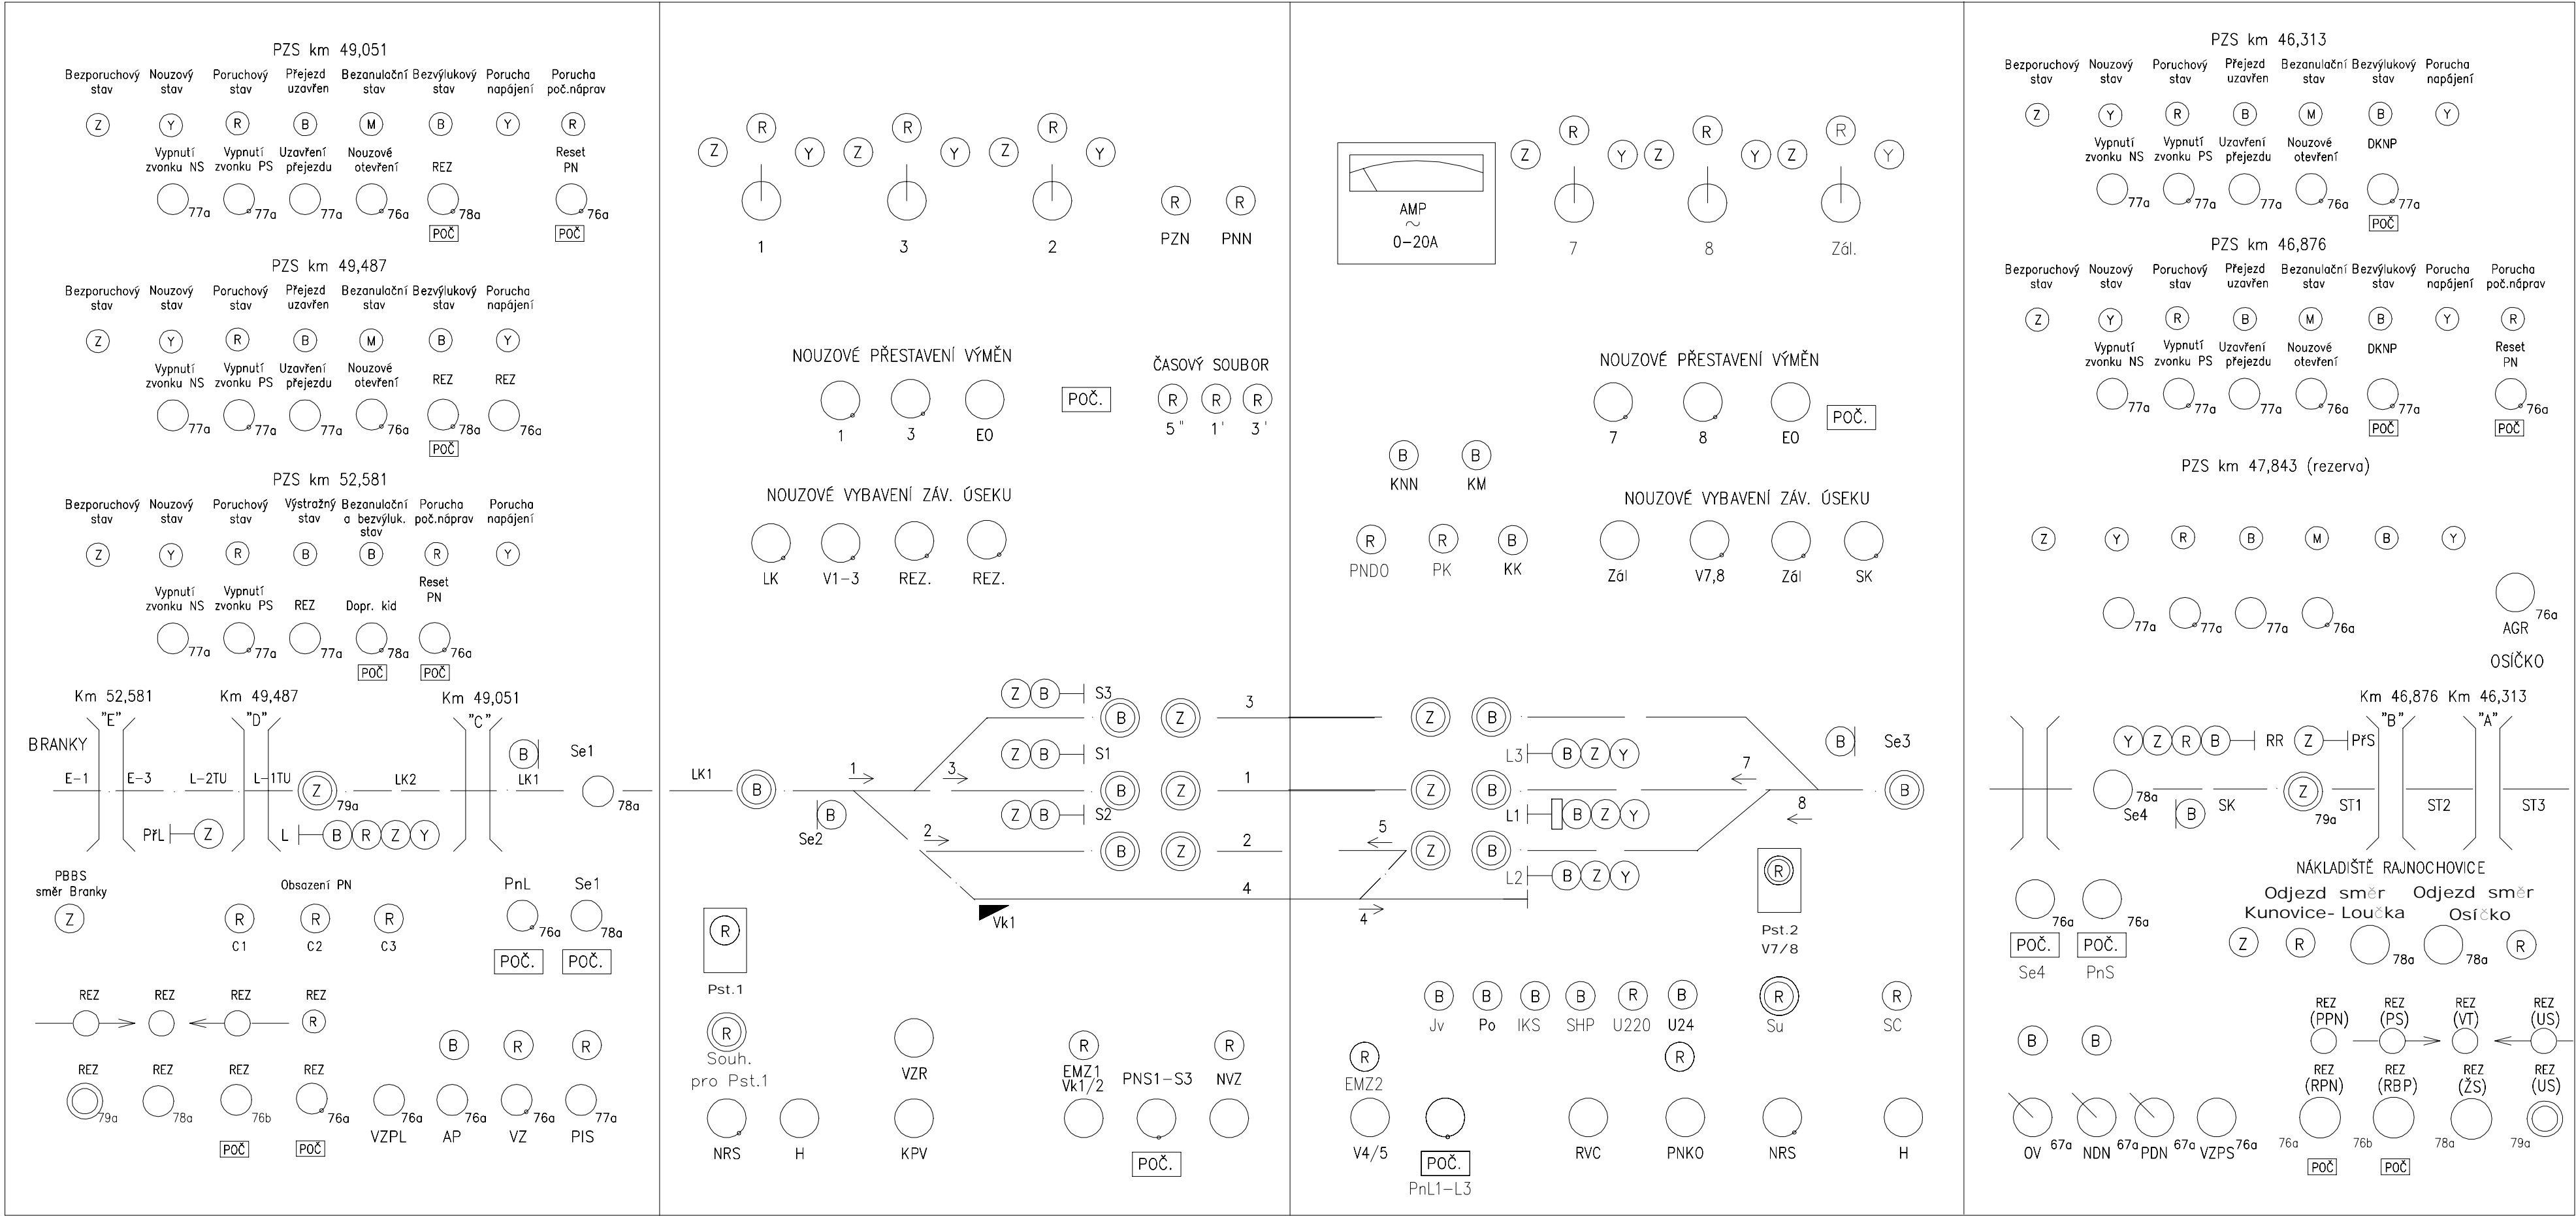 PZS km 49,051
Bezporuchový Nouzový Poruchový Přejezd Bezanulační Bezvýlukový Porucha Porucha
stav stav stav uzavřen stav stav napájení poč.náprav
Z Y R B M B Y R
Vypnutí Vypnutí Uzavření Nouzové Reset
zvonku NS zvonku PS přejezdu otevření REZ PN
77a 77a 77a 76a 78a 76a
POČ POČ
PZS km 49,487
Bezporuchový Nouzový Poruchový Přejezd Bezanulační Bezvýlukový Porucha
stav stav stav uzavřen stav stav napájení
Z Y R B M B Y
Vypnutí Vypnutí Uzavření Nouzové
zvonku NS zvonku PS přejezdu otevření REZ REZ
77a 77a 77a 76a 78a 76a
POČ
PZS km 52,581
Bezporuchový Nouzový Poruchový Výstražný Bezanulační Porucha Porucha
stav stav stav stav a bezvýluk. poč.náprav napájení
stav
Z Y R B B R Y
Reset
Vypnutí Vypnutí PN
zvonku NS zvonku PS REZ Dopr. klid
77a 77a 77a 78a 76a
POČ POČ
Km 52,581 Km 49,487 Km 49,051
"E" "D" "C"
BRANKY B Se1
E-1 E-3 L-2TU L-1TU LK2 LK1
Z 79a 78a
PřL Z L B R Z Y
PBBS
směr Branky Obsazení PN PnL Se1
Z R R R 76a 78a
C1 C2 C3
POČ. POČ.
REZ REZ REZ REZ
R
B R R
REZ REZ REZ REZ
79a 78a 76b 76a 76a 76a 76a 77a
VZPL AP VZ PIS
POČ POČ
R R R
Z Y Z Y Z Y
R R
1 3 2 PZN PNN
NOUZOVÉ PŘESTAVENÍ VÝMĚN
ČASOVÝ SOUBOR
POČ. R R R
1 3 EO 5" 1' 3'
NOUZOVÉ VYBAVENÍ ZÁV. ÚSEKU
LK V1-3 REZ. REZ.
Z B S3
B Z 3
Z B S1
LK1 B 1 3 B Z 1
Se2 B Z B S2
2 B Z 2
4
Vk1
R
Pst.1
R
Souh.
pro Pst.1
VZR
R R
EMZ1
Vk1/2 PNS1-S3 NVZ
NRS H KPV
POČ.
AMP
~
0-20A
R R R
Z Y Z Y Z Y
7 8 Zál.
NOUZOVÉ PŘESTAVENÍ VÝMĚN
7 8 EO POČ.
B B
KNN KM
NOUZOVÉ VYBAVENÍ ZÁV. ÚSEKU
R R B
PNDO PK KK
Zál V7,8 Zál SK
Z B
L3 B Z Y B Se3
Z B 7 B
L1 B Z Y 8
5 Z B
L2 B Z Y
4
R
Pst.2
V7/8
B B B B R B R R
Jv Po IKS SHP U220 U24 Su SC
R R
EMZ2
V4/5 POČ. RVC PNKO NRS H
PnL1-L3
PZS km 46,313
Bezporuchový Nouzový Poruchový Přejezd Bezanulační Bezvýlukový Porucha
stav stav stav uzavřen stav stav napájení
Z Y R B M B Y
Vypnutí Vypnutí Uzavření Nouzové DKNP
zvonku NS zvonku PS přejezdu otevření
77a 77a 77a 76a 77a
POČ
PZS km 46,876
Bezporuchový Nouzový Poruchový Přejezd Bezanulační Bezvýlukový Porucha Porucha
stav stav stav uzavřen stav stav napájení poč.náprav
Z Y R B M B Y R
Vypnutí Vypnutí Uzavření Nouzové DKNP Reset
zvonku NS zvonku PS přejezdu otevření PN
77a 77a 77a 76a 77a 76a
POČ POČ
PZS km 47,843 (rezerva)
Z Y R B M B Y
77a 77a 77a 76a 76a
AGR
OSÍČKO
Km 46,876 Km 46,313
"B" "A"
Y Z R B RR Z PřS
78a Z
Se4 B SK 79a ST1 ST2 ST3
NÁKLADIŠTĚ RAJNOCHOVICE
Odjezd směr Odjezd směr
Kunovice-Loučka Osíčko
76a 76a
POČ. POČ. Z R 78a 78a R
Se4 PnS
REZ REZ REZ REZ
(PPN) (PS) (VT) (US)
B B
REZ REZ REZ REZ
(RPN) (RBP) (ŽS) (US)
OV 67a NDN 67a PDN 67a VZPS 76a 76a 76b 78a 79a
POČ POČ